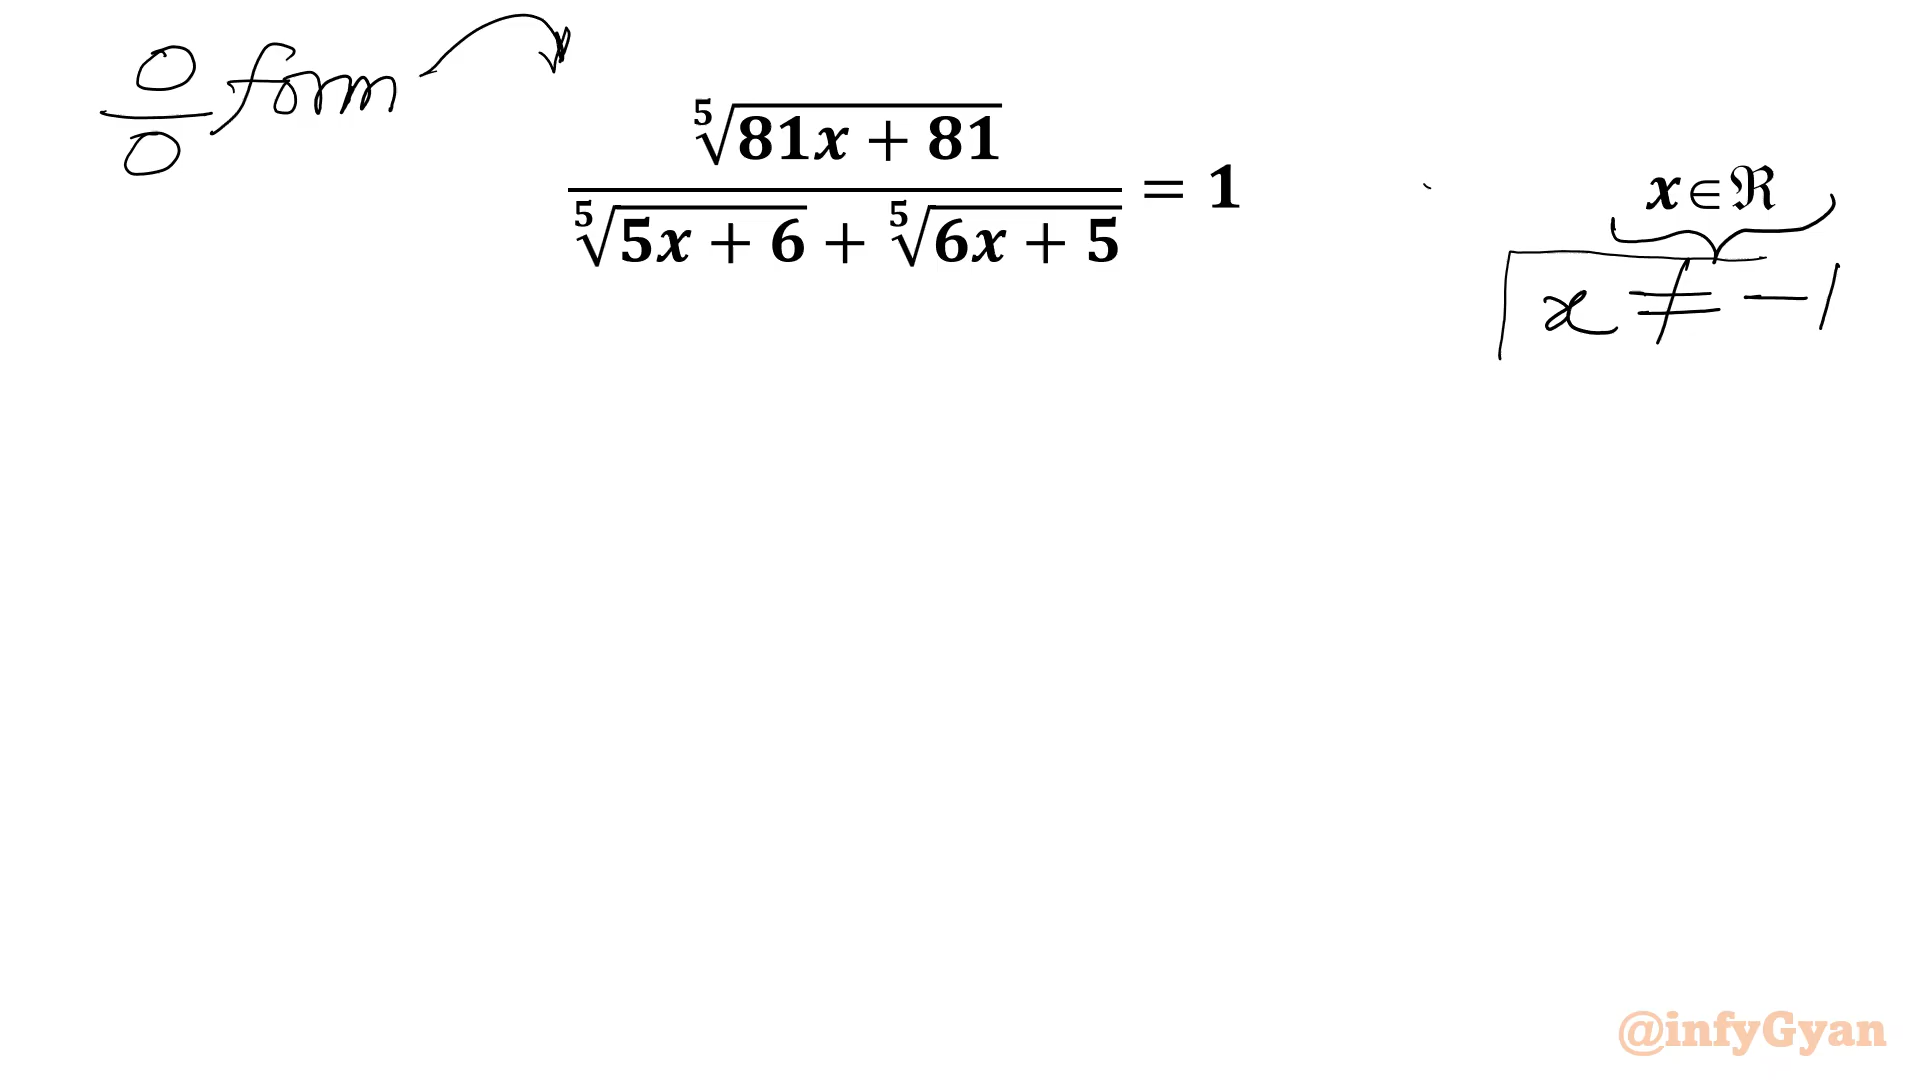 0/0 form
⁵√(81x + 81) / (⁵√(5x + 6) + ⁵√(6x + 5)) = 1
x∈ℜ
x ≠ -1
@infyGyan